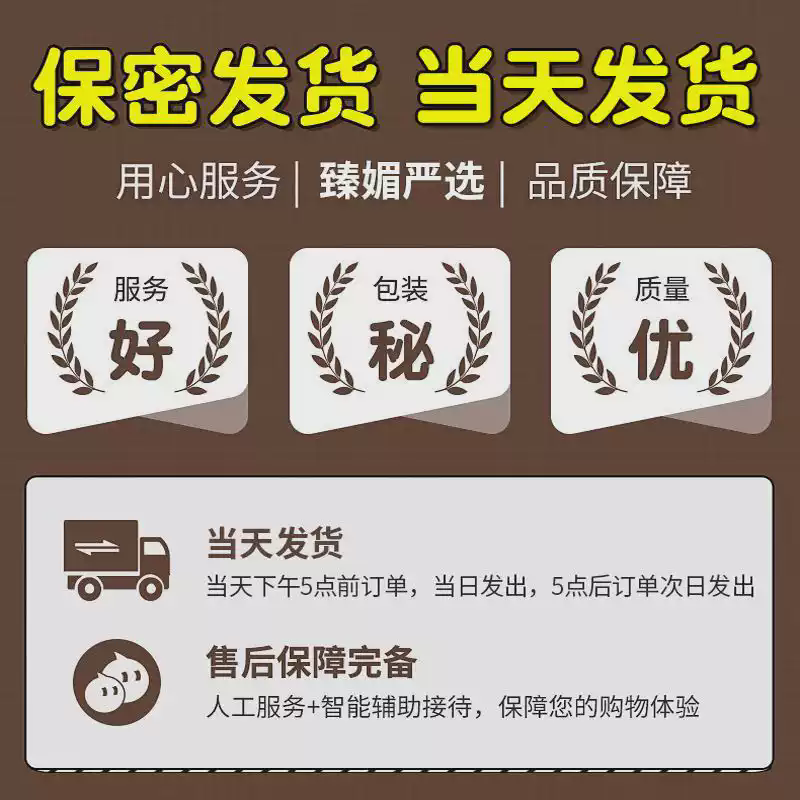 保密发货 当天发货
用心服务| 臻媚严选 | 品质保障
服务 包装 质量
好 秘 优
当天发货
当天下午5点前订单，当日发出，5点后订单次日发出
售后保障完备
人工服务+智能辅助接待，保障您的购物体验